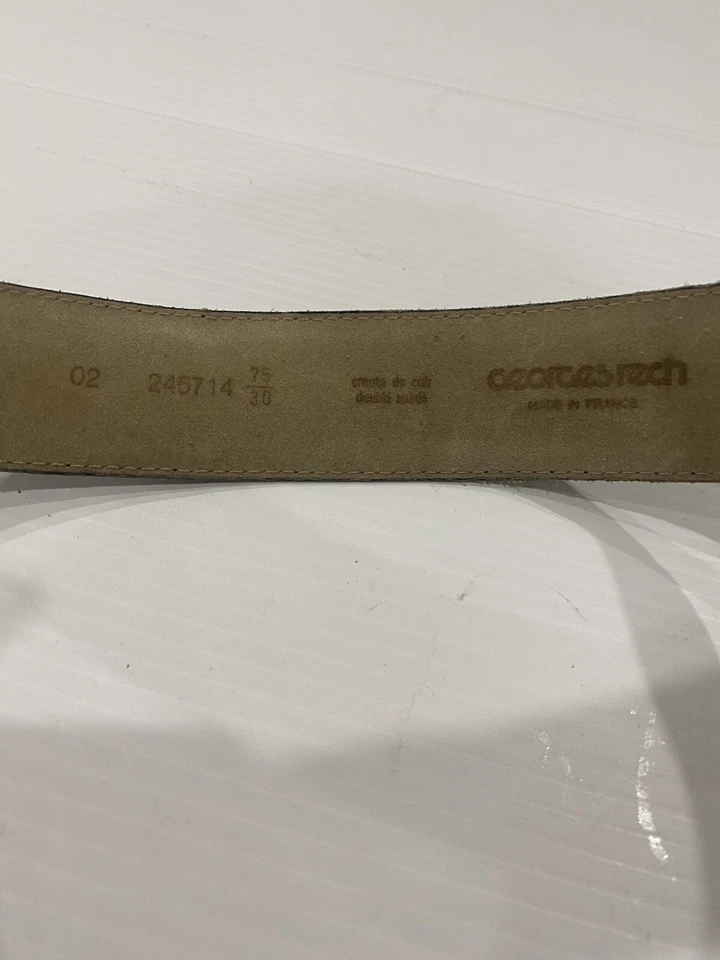 02 245714 75/30
croute de cuir
doublé suède
Georges rech
MADE IN FRANCE